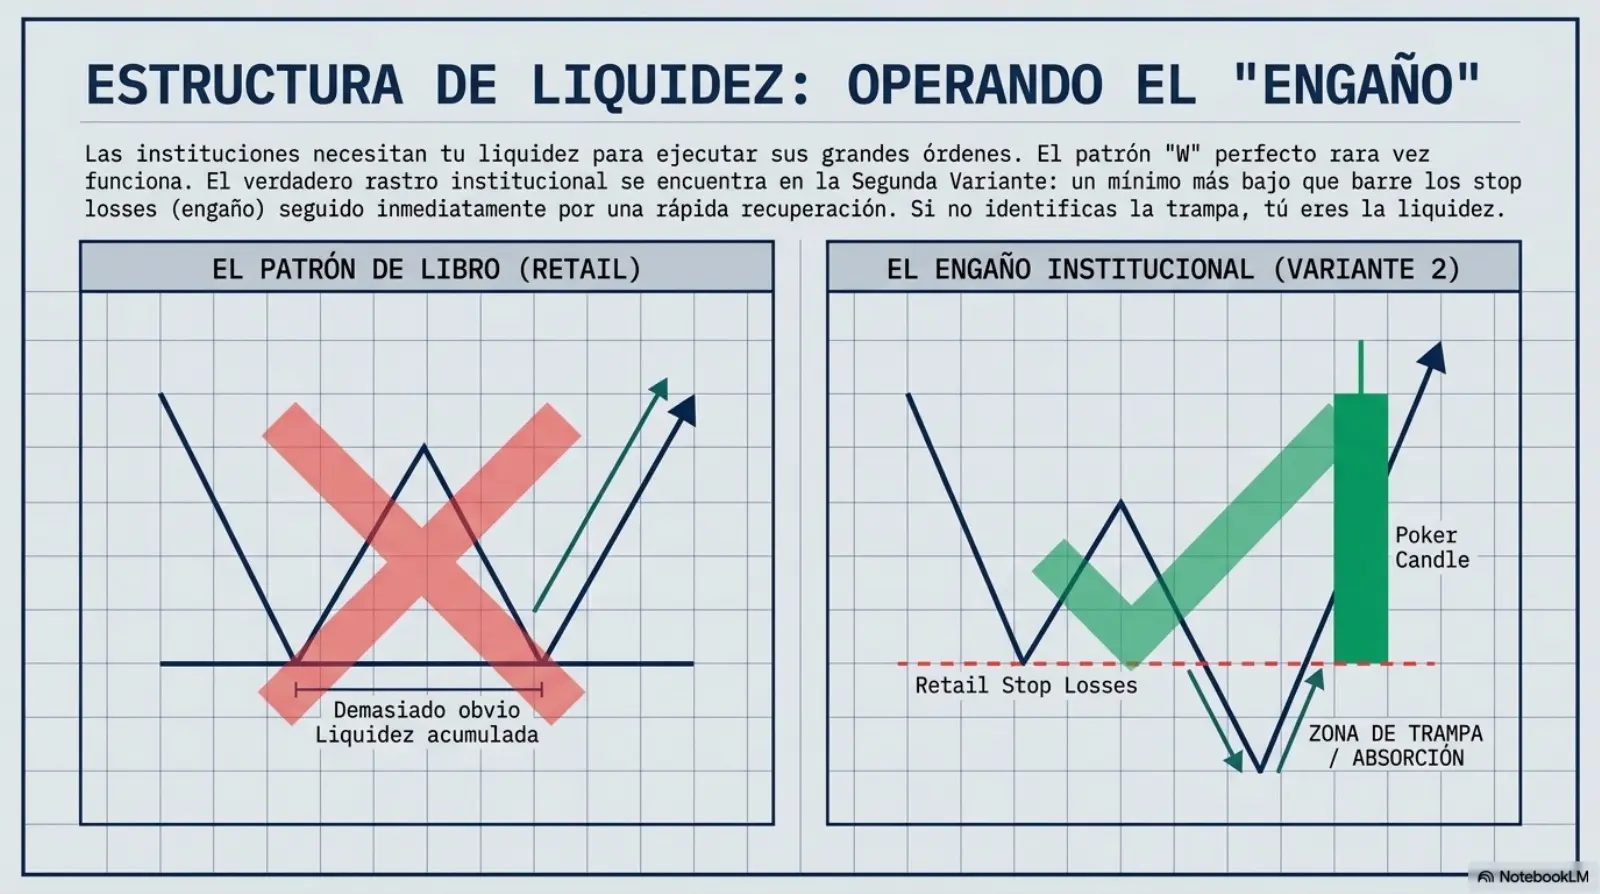 ESTRUCTURA DE LIQUIDEZ: OPERANDO EL "ENGAÑO"
Las instituciones necesitan tu liquidez para ejecutar sus grandes órdenes. El patrón "W" perfecto rara vez
funciona. El verdadero rastro institucional se encuentra en la Segunda Variante: un mínimo más bajo que barre los stop
losses (engaño) seguido inmediatamente por una rápida recuperación. Si no identificas la trampa, tú eres la liquidez.
EL PATRÓN DE LIBRO (RETAIL)
Demasiado obvio
Liquidez acumulada
EL ENGAÑO INSTITUCIONAL (VARIANTE 2)
Poker
Candle
Retail Stop Losses
ZONA DE TRAMPA
/ ABSORCIÓN
NotebookLM